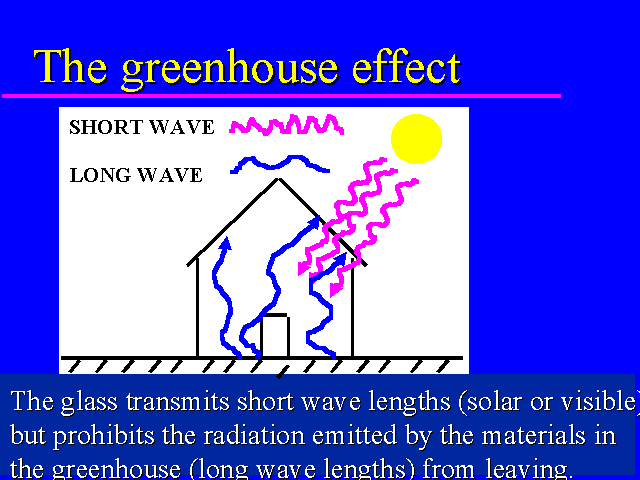 The greenhouse effect
SHORT WAVE
LONG WAVE
The glass transmits short wave lengths (solar or visible)
but prohibits the radiation emitted by the materials in
the greenhouse (long wave lengths) from leaving.